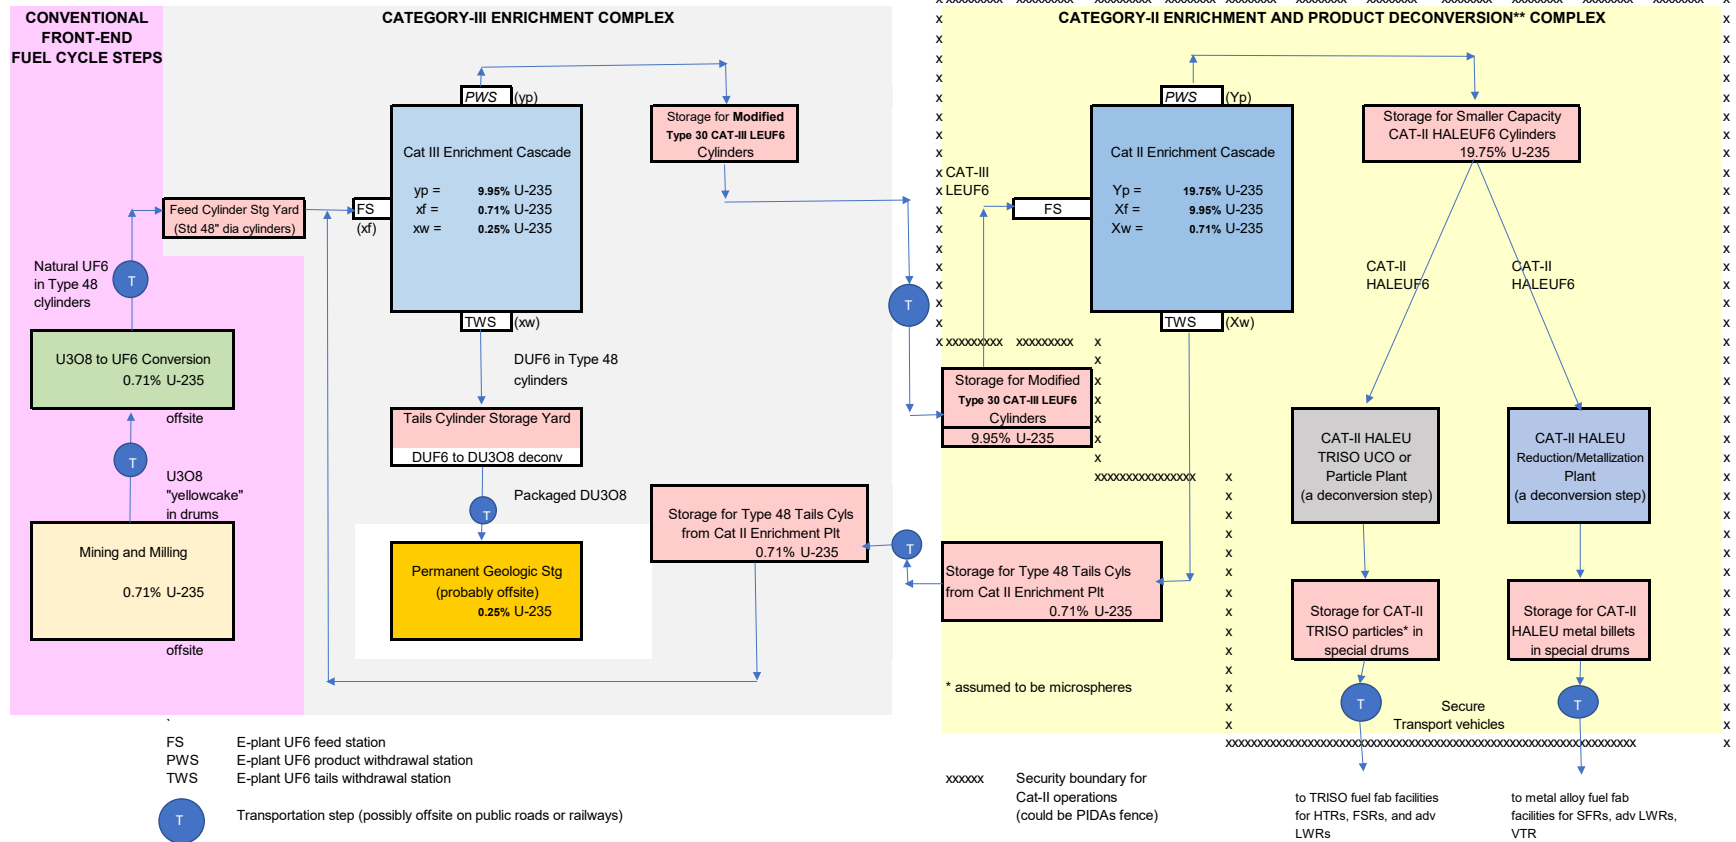 CONVENTIONAL
FRONT-END
FUEL CYCLE STEPS
Natural UF6
in Type 48
clylinders
T
U3O8 to UF6 Conversion
0.71% U-235
offsite
T
U3O8
"yellowcake"
in drums
Mining and Milling
0.71% U-235
offsite
CATEGORY-III ENRICHMENT COMPLEX
Feed Cylinder Stg Yard
(Std 48" dia cylinders)
FS
(xf)
PWS (yp)
Cat III Enrichment Cascade
yp = 9.95% U-235
xf = 0.71% U-235
xw = 0.25% U-235
TWS (xw)
DUF6 in Type 48
cylinders
Tails Cylinder Storage Yard
DUF6 to DU3O8 deconv
Packaged DU3O8
T
Permanent Geologic Stg
(probably offsite)
0.25% U-235
Storage for Modified
Type 30 CAT-III LEUF6
Cylinders
T
Storage for Type 48 Tails Cyls
from Cat II Enrichment Plt
0.71% U-235
T
xxxxxxxxx xxxxxxxxx xxxxxxxx xxxxxxxx xxxxxxxx xxxxxxxx xxxxxxxx xxxxxxxx xxxxxxxx xxxxxxxx
CATEGORY-II ENRICHMENT AND PRODUCT DECONVERSION** COMPLEX
CAT-III
LEUF6
FS
PWS (Yp)
Cat II Enrichment Cascade
Yp = 19.75% U-235
Xf = 9.95% U-235
Xw = 0.71% U-235
TWS (Xw)
xxxxxxxxx xxxxxxxxx x
Storage for Modified
Type 30 CAT-III LEUF6
Cylinders
9.95% U-235
xxxxxxxxxxxxxxxx x
Storage for Type 48 Tails Cyls
from Cat II Enrichment Plt
0.71% U-235
* assumed to be microspheres
Storage for Smaller Capacity
CAT-II HALEUF6 Cylinders
19.75% U-235
CAT-II
HALEUF6
CAT-II
HALEUF6
CAT-II HALEU
TRISO UCO or
Particle Plant
(a deconversion step)
CAT-II HALEU
Reduction/Metallization
Plant
(a deconversion step)
Storage for CAT-II
TRISO particles* in
special drums
Storage for CAT-II
HALEU metal billets
in special drums
T
Secure
Transport vehicles
T
to TRISO fuel fab facilities
for HTRs, FSRs, and adv
LWRs
to metal alloy fuel fab
facilities for SFRs, adv LWRs,
VTR
FS E-plant UF6 feed station
PWS E-plant UF6 product withdrawal station
TWS E-plant UF6 tails withdrawal station
T Transportation step (possibly offsite on public roads or railways)
xxxxxx Security boundary for
Cat-II operations
(could be PIDAs fence)